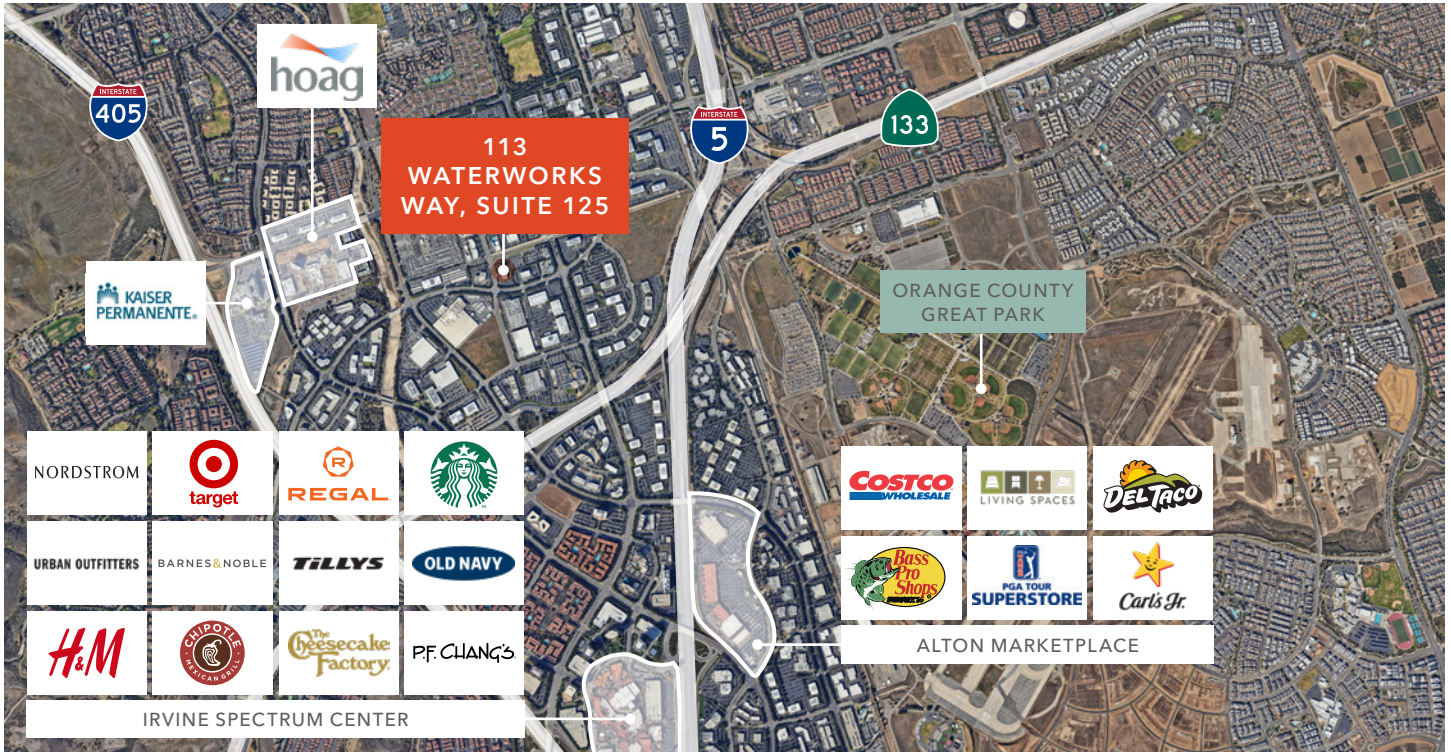 hoag
INTERSTATE
405
113
WATERWORKS
WAY, SUITE 125
INTERSTATE
5
133
KAISER
PERMANENTE®
ORANGE COUNTY
GREAT PARK
NORDSTROM
target
R
REGAL
URBAN OUTFITTERS
BARNES&NOBLE
TILLYS
OLD NAVY
H&M
CHIPOTLE
MEXICAN GRILL
The
Cheesecake
Factory
P.F. CHANG'S
IRVINE SPECTRUM CENTER
COSTCO
WHOLESALE
LIVING SPACES
DEL TACO
Bass
Pro
Shops
PGA TOUR
SUPERSTORE
Carl's Jr.
ALTON MARKETPLACE